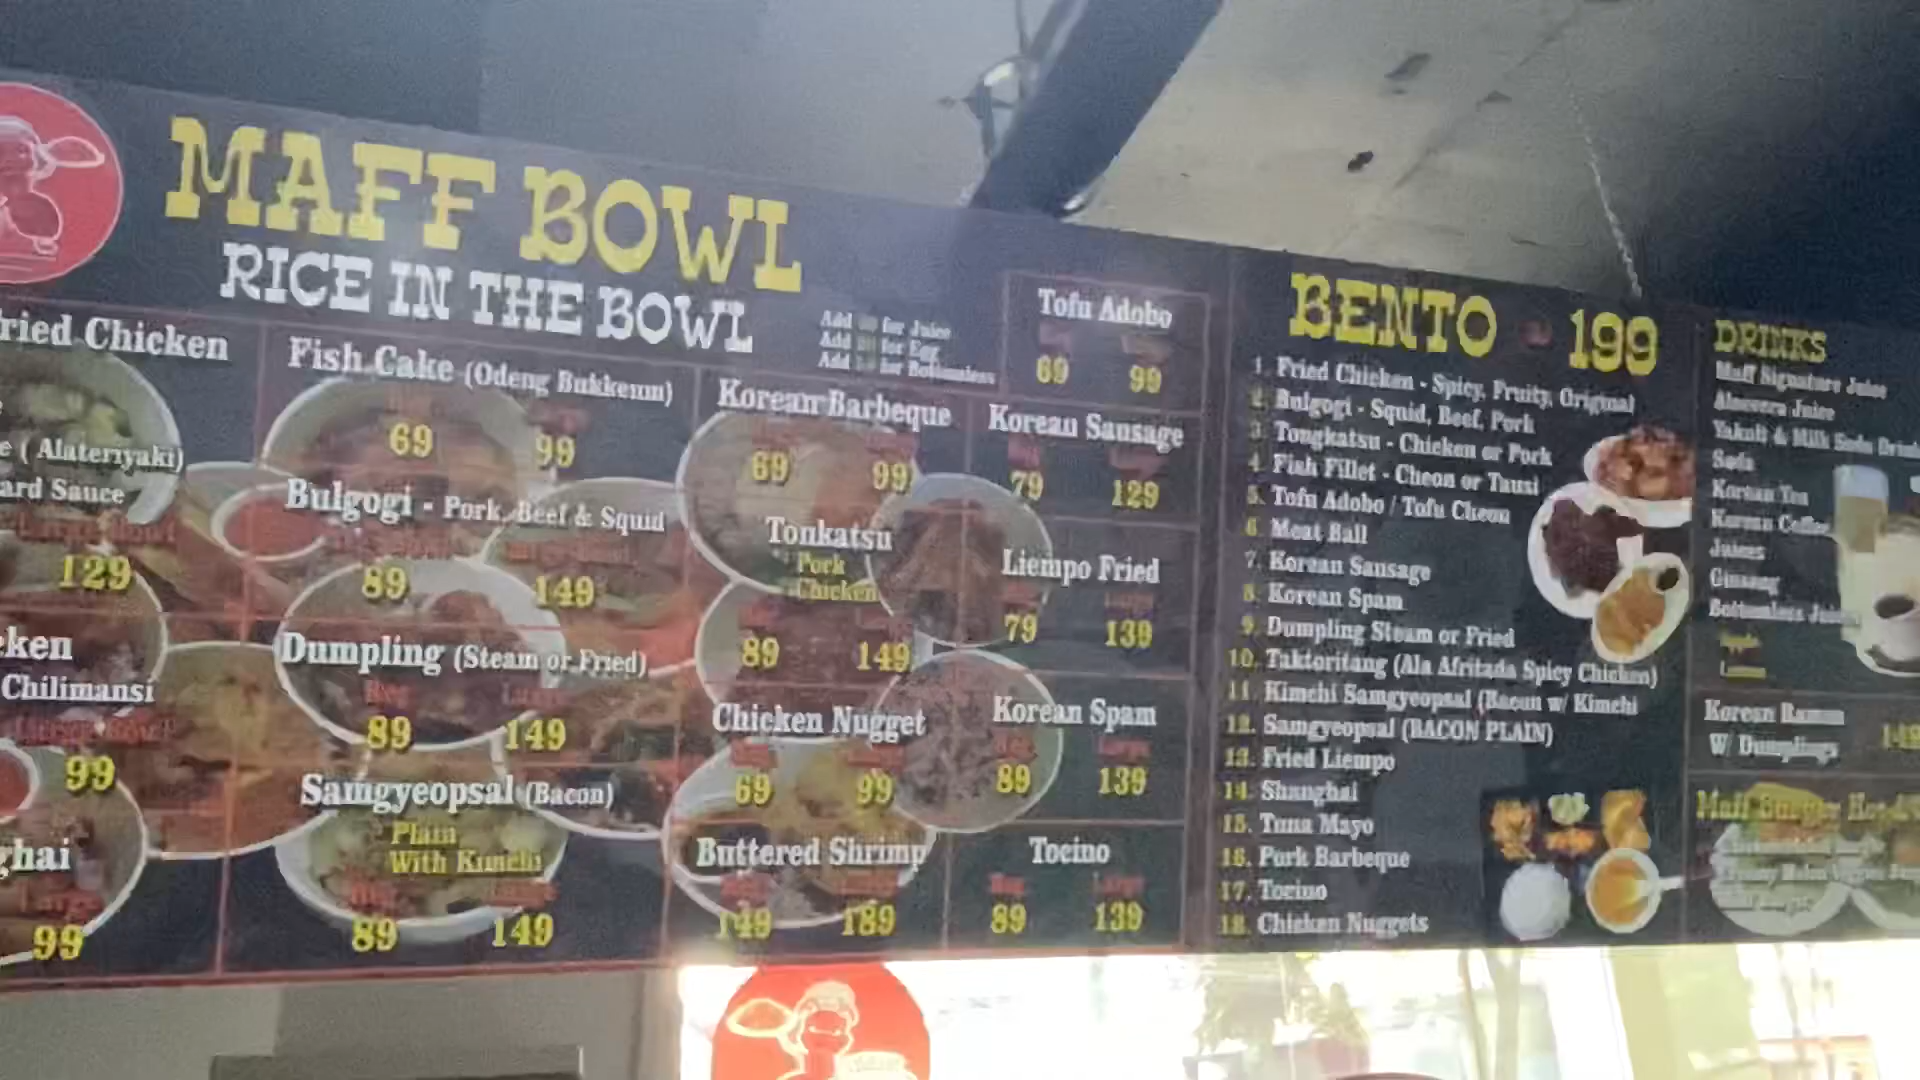 MAFF BOWL
RICE IN THE BOWL
Add for Juice
Add for Egg
Add for Bottomless
ried Chicken
e ( Alateriyaki)
ard Sauce
129
ken
Chilimansi
Large Bowl
99
ghai
Large
99
Fish Cake (Odeng Bukkeum)
69 99
Bulgogi - Pork, Beef & Squid
89 149
Dumpling (Steam or Fried)
Reg Large
89 149
Samgyeopsal (Bacon)
Plain
With Kimchi
89 149
Korean Barbeque
69 99
Tonkatsu
Pork
Chicken
89 149
Chicken Nugget
69 99
Buttered Shrimp
149 189
Tofu Adobo
69 99
Korean Sausage
79 129
Liempo Fried
79 139
Korean Spam
Reg Large
89 139
Tocino
Reg Large
89 139
BENTO - 199
1. Fried Chicken - Spicy, Fruity, Original
2. Bulgogi - Squid, Beef, Pork
3. Tongkatsu - Chicken or Pork
4. Fish Fillet - Cheon or Tausi
5. Tofu Adobo / Tofu Cheon
6. Meat Ball
7. Korean Sausage
8. Korean Spam
9. Dumpling Steam or Fried
10. Taktoritang (Ala Afritada Spicy Chicken)
11. Kimchi Samgyeopsal (Bacon w/ Kimchi
12. Samgyeopsal (BACON PLAIN)
13. Fried Liempo
14. Shanghai
15. Tuna Mayo
16. Pork Barbeque
17. Tocino
18. Chicken Nuggets
DRINKS
Maff Signature Juice
Aloevera Juice
Yakult & Milk Soda Drink
Soda
Korean Tea
Korean Coffee
Juices
Ginseng
Bottomless Juice
Apple
Korean Ramen
W/ Dumplings
Maff Burger